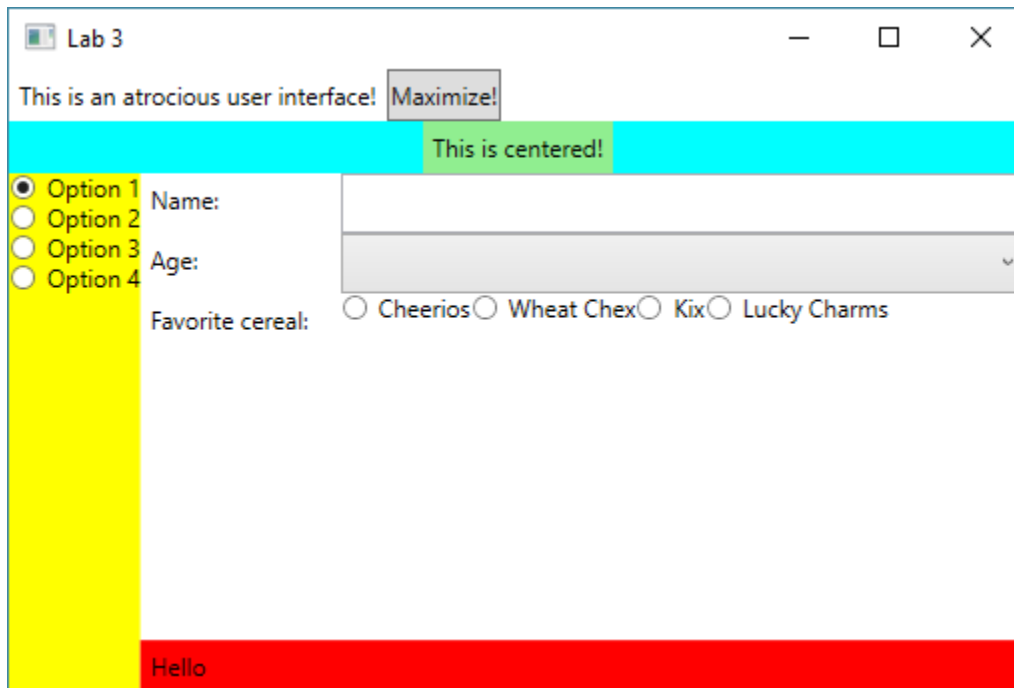 Lab 3
This is an atrocious user interface! Maximize!
This is centered!
Option 1
Option 2
Option 3
Option 4
Name:
Age:
Favorite cereal: Cheerios Wheat Chex Kix Lucky Charms
Hello